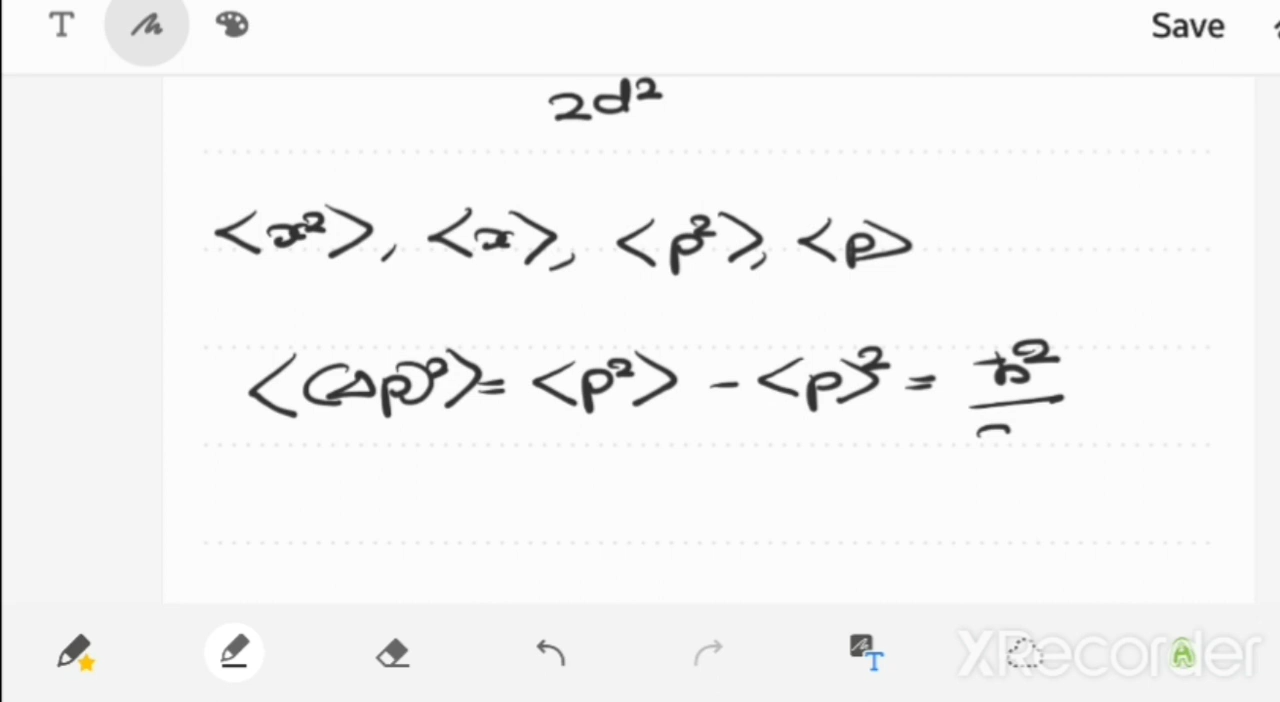 T Save
2d²
<x²>, <x>, <p²>, <p>
<(Δp)²> = <p²> - <p>² = ħ²
T XRecorder